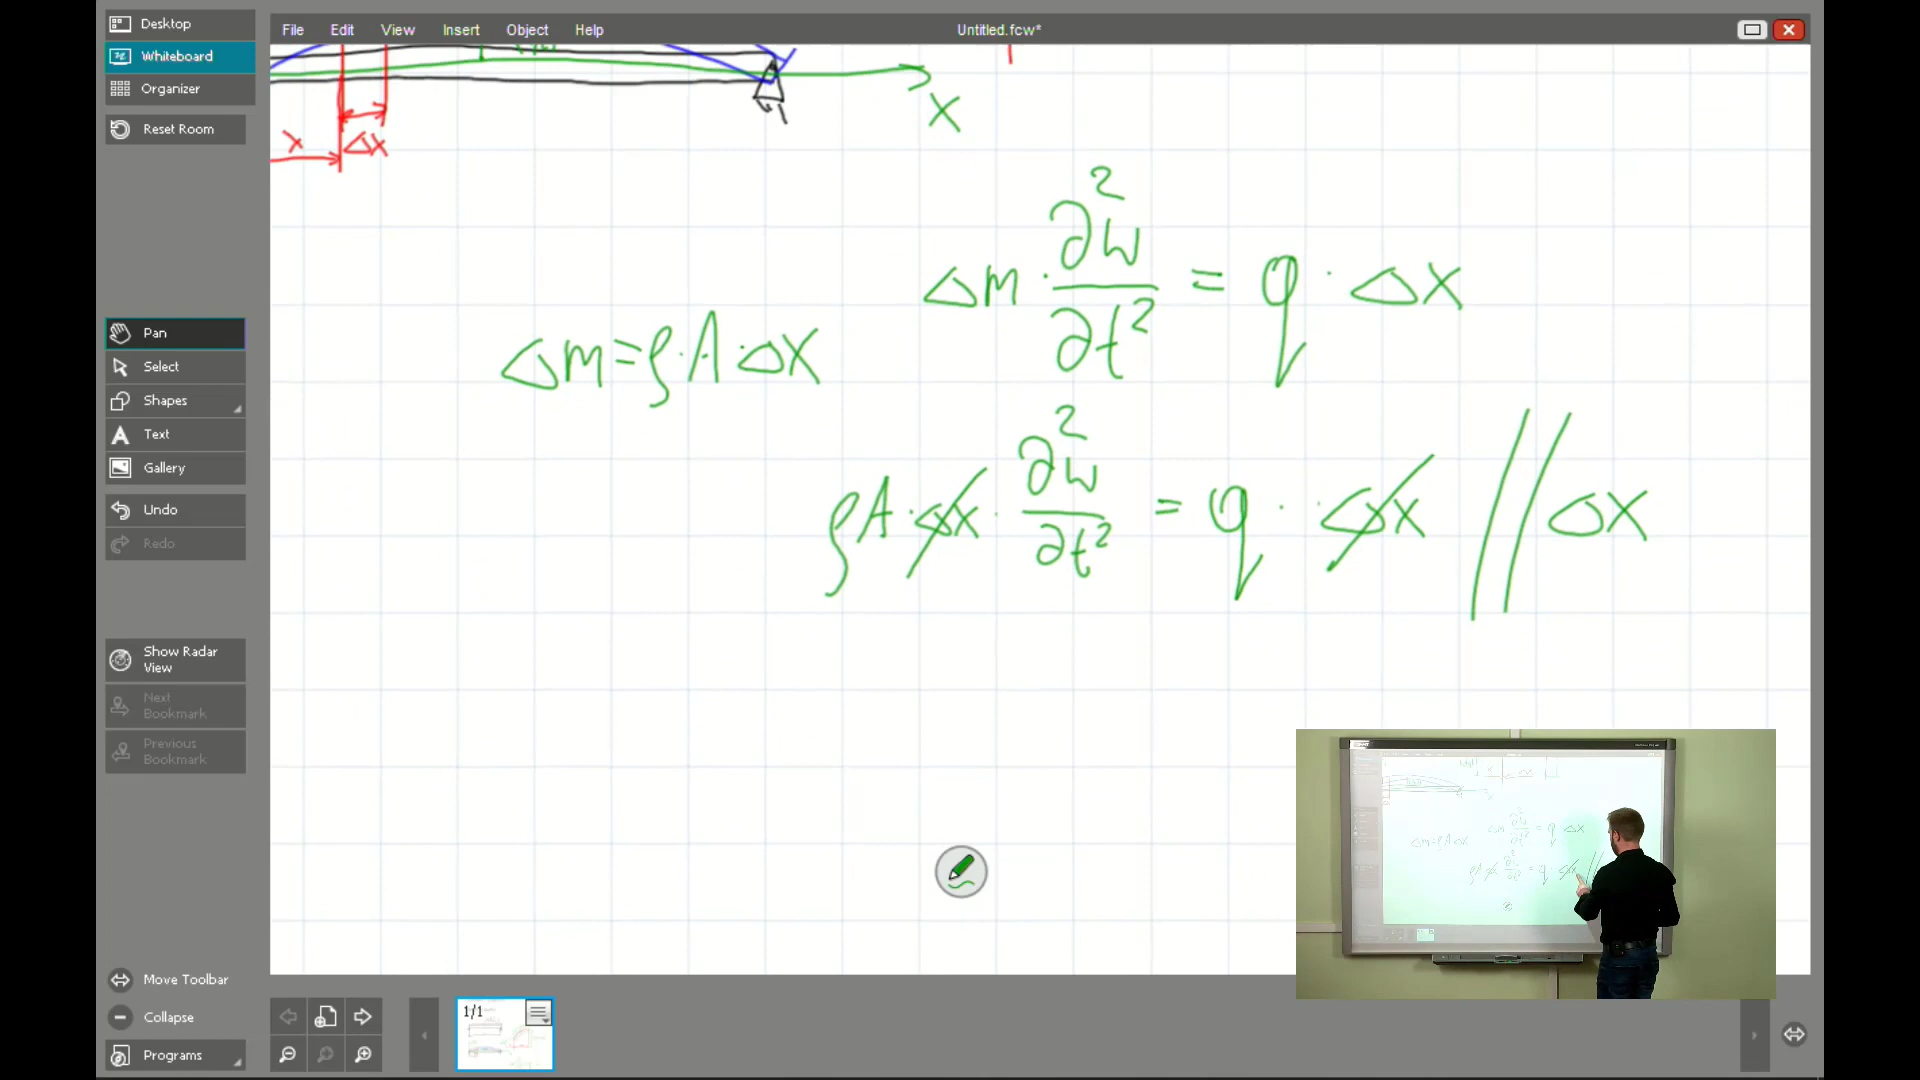 Desktop
Whiteboard
Organizer
Reset Room
File Edit View Insert Object Help
Untitled.fcw*
x Δx
X
Δm · ∂²w/∂t² = q · Δx
Δm = ρ · A · Δx
ρA · Δx · ∂²w/∂t² = q · Δx // Δx
Pan
Select
Shapes
Text
Gallery
Undo
Redo
Show Radar
View
Next
Bookmark
Previous
Bookmark
Move Toolbar
Collapse
Programs
1/1